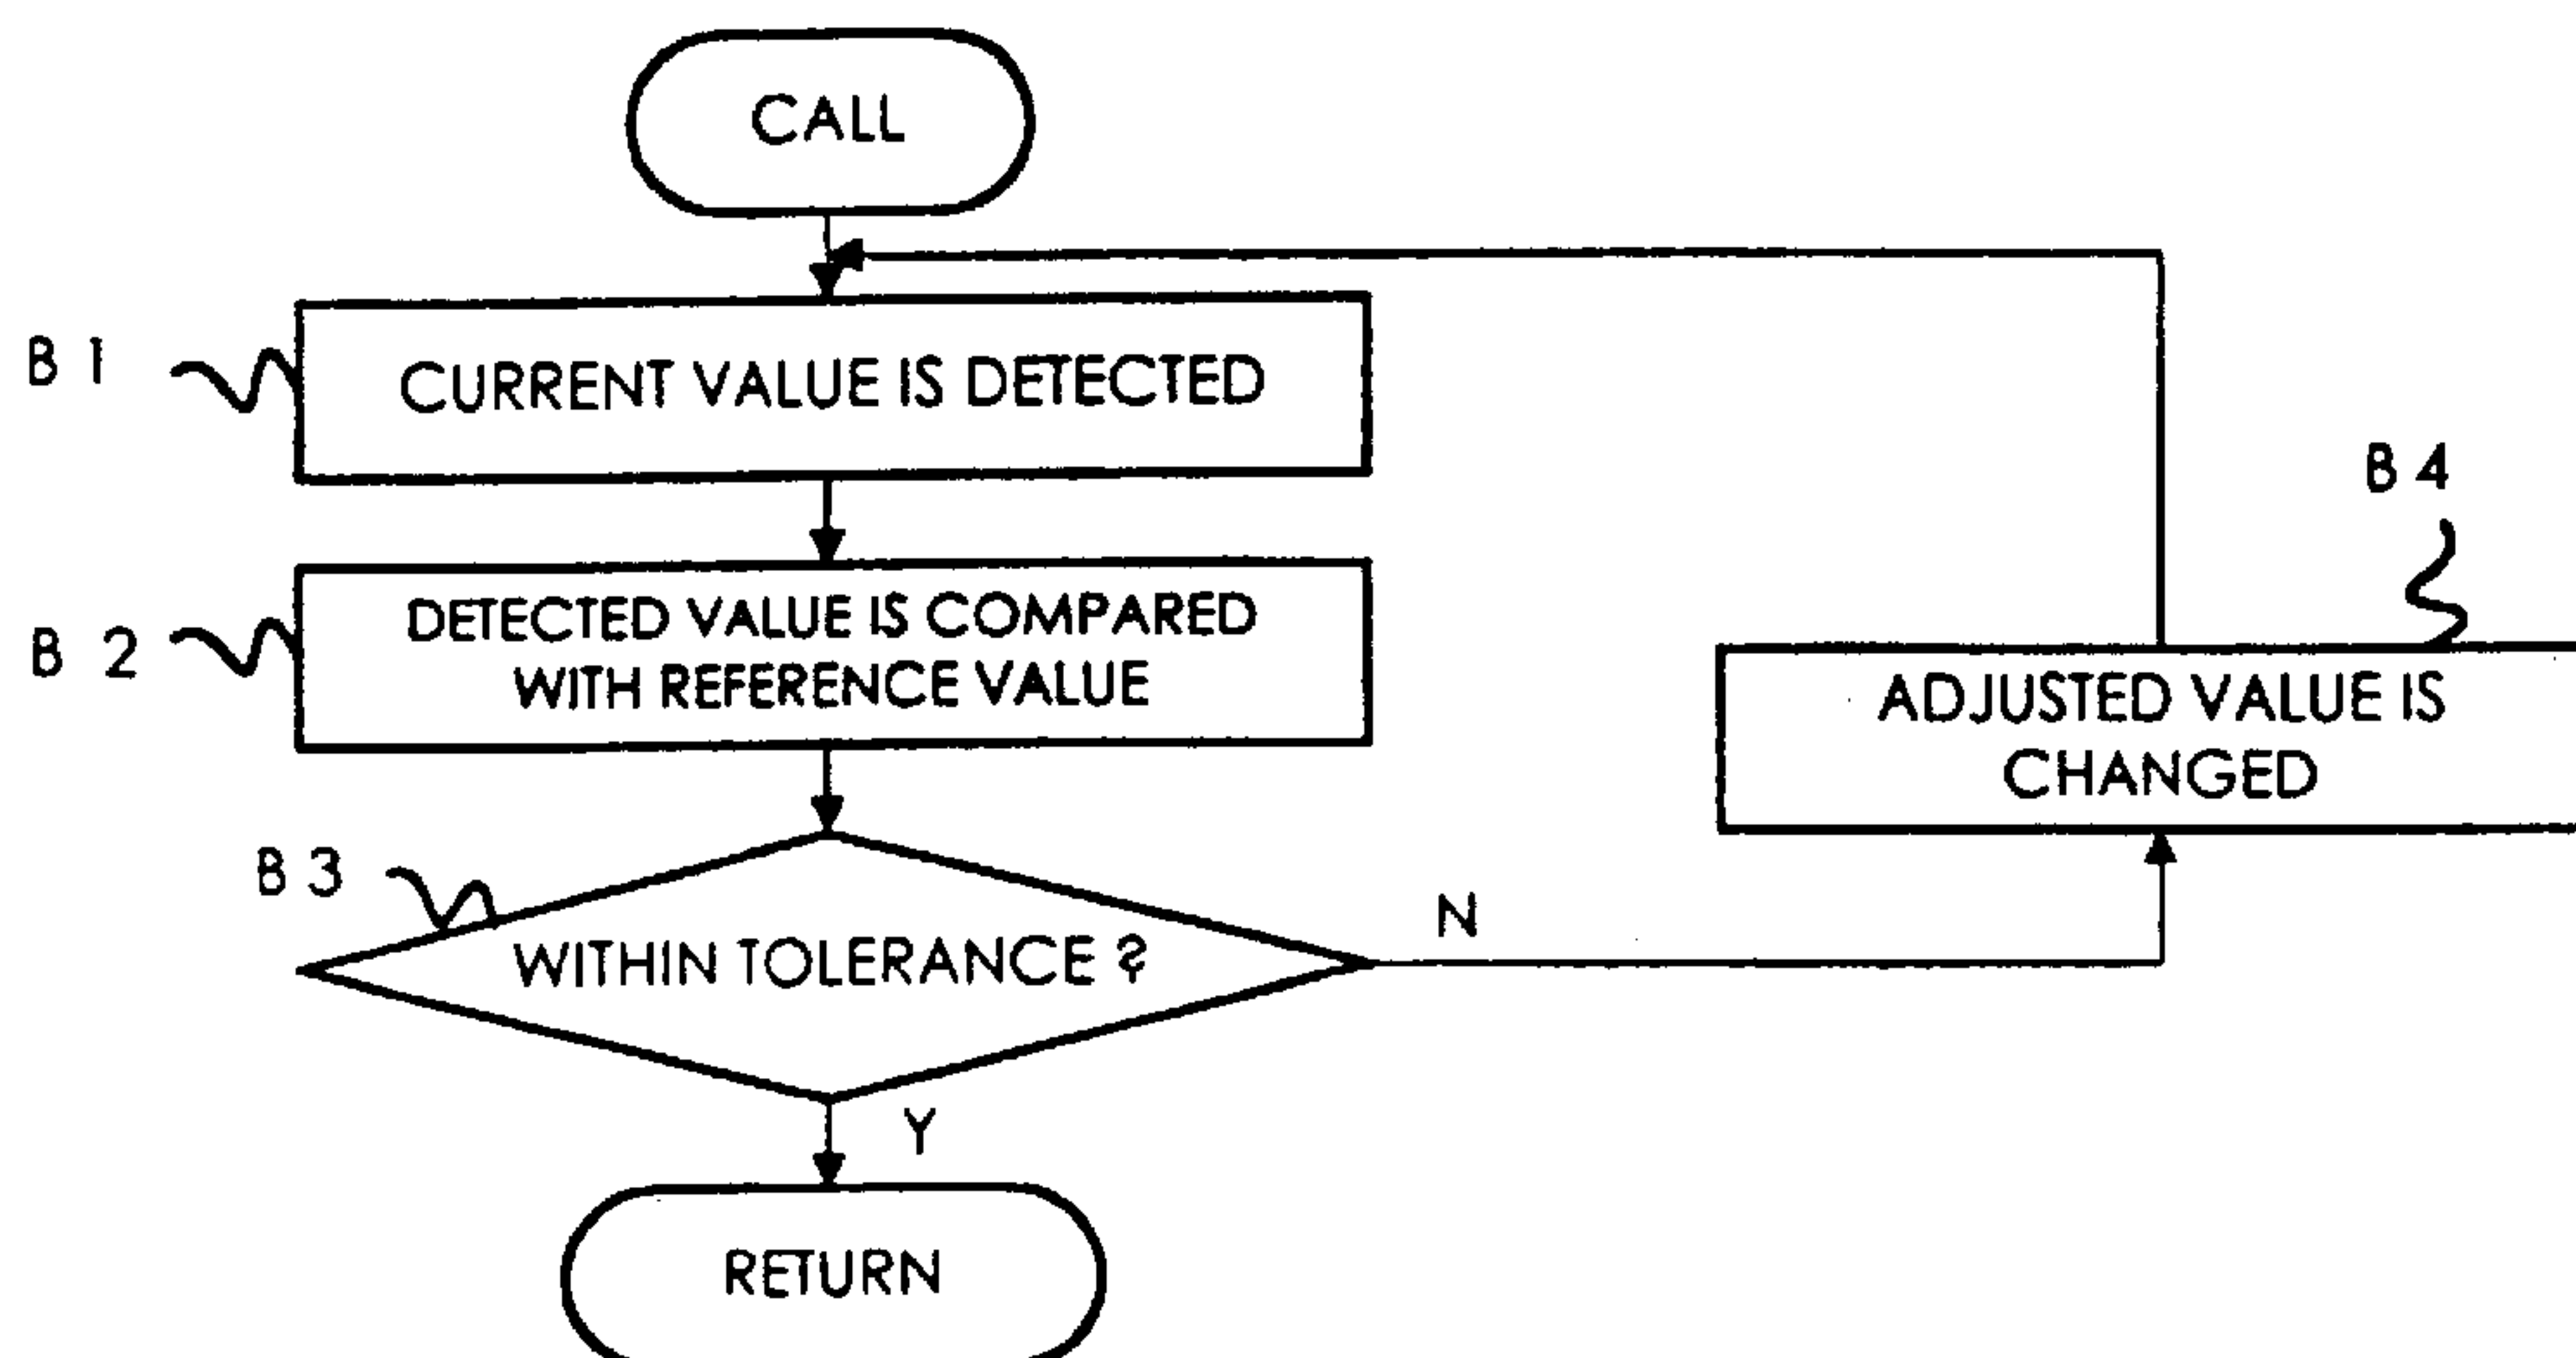 CALL
B 1
CURRENT VALUE IS DETECTED
B 2
DETECTED VALUE IS COMPARED
WITH REFERENCE VALUE
B 4
ADJUSTED VALUE IS
CHANGED
B 3
WITHIN TOLERANCE ?
N
Y
RETURN